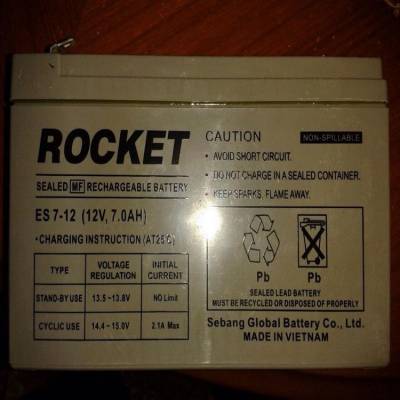 ROCKET
SEALED MF RECHARGEABLE BATTERY
ES 7-12 (12V, 7.0AH)
• CHARGING INSTRUCTION (AT25°C)
TYPE VOLTAGE REGULATION INITIAL CURRENT
STAND-BY USE 13.5~13.8V NO Limit
CYCLIC USE 14.4~15.0V 2.1A Max
CAUTION NON-SPILLABLE
• AVOID SHORT CIRCUIT.
• DO NOT CHARGE IN A SEALED CONTAINER.
• KEEP SPARKS, FLAME AWAY.
Pb Pb
SEALED LEAD BATTERY
MUST BE RECYCLED OR DISPOSED OF PROPERLY
Sebang Global Battery Co., Ltd.
MADE IN VIETNAM